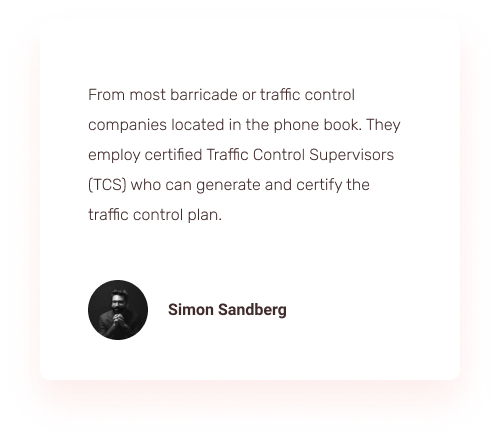 From most barricade or traffic control
companies located in the phone book. They
employ certified Traffic Control Supervisors
(TCS) who can generate and certify the
traffic control plan.
Simon Sandberg